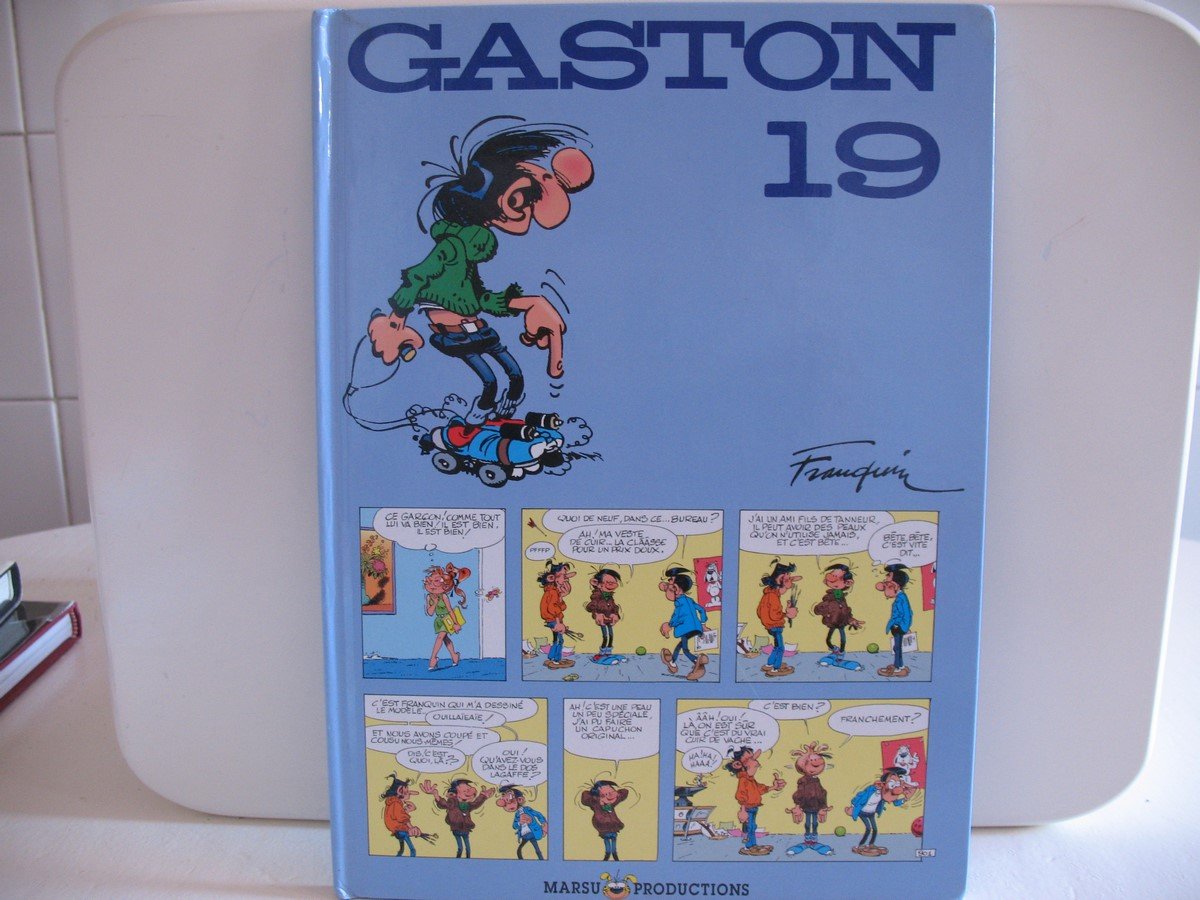 GASTON
19
Franquin
CE GARÇON! COMME TOUT
LUI VA BIEN! IL EST BIEN,
IL EST BIEN!
QUOI DE NEUF, DANS CE... BUREAU?
PFFFP
AH! MA VESTE
DE CUIR... LA CLÂÂSSE
POUR UN PRIX DOUX.
J'AI UN AMI FILS DE TANNEUR,
IL PEUT AVOIR DES PEAUX
QU'ON N'UTILISE JAMAIS,
ET C'EST BÊTE...
BÊTE, BÊTE,
C'EST VITE
DIT...
C'EST FRANQUIN QUI M'A DESSINÉ
LE MODÈLE...
OUILLAÏEAÏE!
ET NOUS AVONS COUPÉ ET
COUSU NOUS-MÊMES!
DIS, C'EST
QUOI, LÀ??
OUI!
QU'AVEZ-VOUS
DANS LE DOS
LAGAFFE?
AH! C'EST UNE PEAU
UN PEU SPÉCIALE,
J'AI PU FAIRE
UN CAPUCHON
ORIGINAL...
ÂÂH! OUI!
LÀ, ON EST SÛR
QUE C'EST DU VRAI
CUIR DE VACHE...
HA! HA!
HAAA!
C'EST BIEN?
FRANCHEMENT?
MARSU PRODUCTIONS